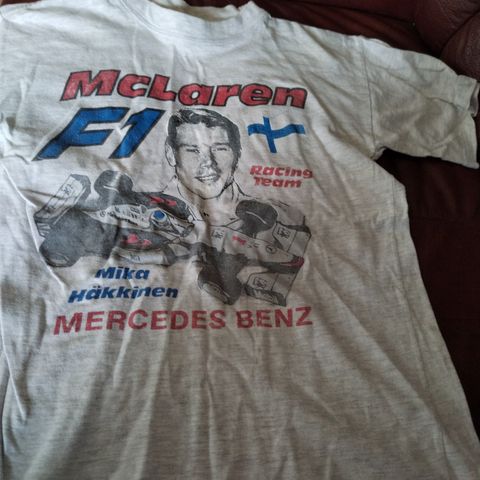 McLaren
F1
Racing
Team
Mika
Häkkinen
MERCEDES BENZ